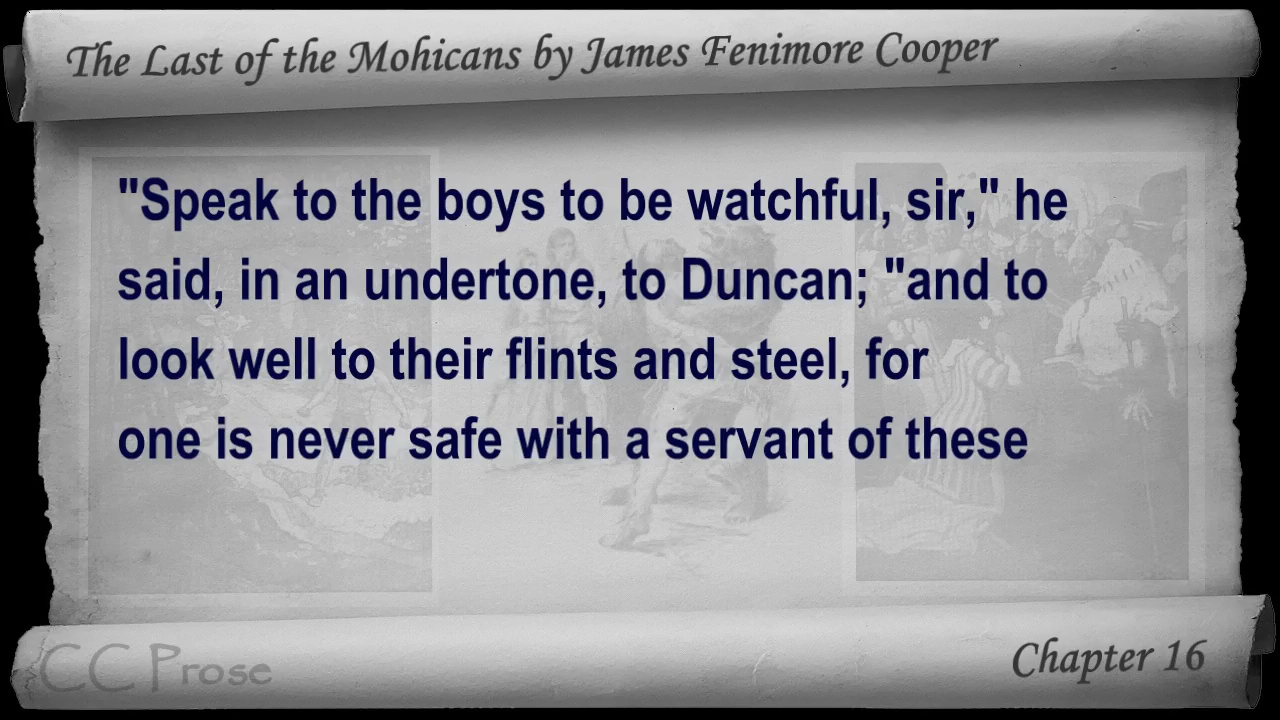 The Last of the Mohicans by James Fenimore Cooper
"Speak to the boys to be watchful, sir," he
said, in an undertone, to Duncan; "and to
look well to their flints and steel, for
one is never safe with a servant of these
CC Prose
Chapter 16